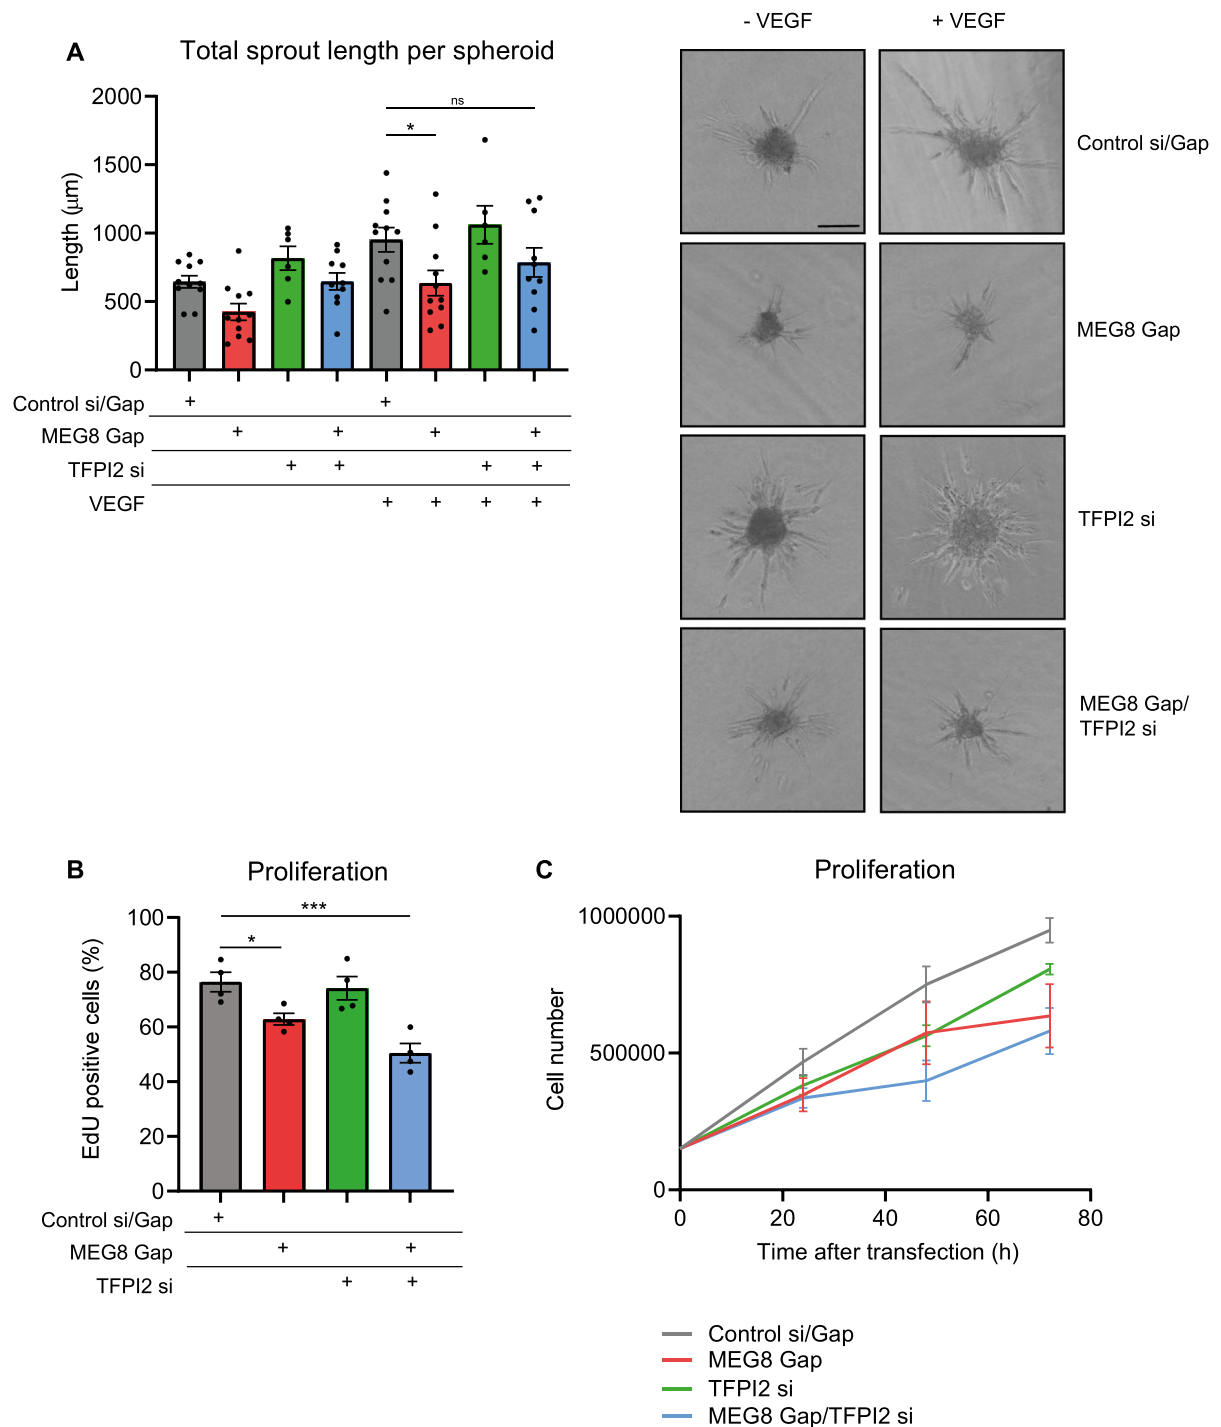 A
Total sprout length per spheroid
Length (μm)
2000
1500
1000
500
0
ns
*
Control si/Gap + +
MEG8 Gap + + + +
TFPI2 si + + + +
VEGF + + + +
- VEGF
+ VEGF
Control si/Gap
MEG8 Gap
TFPI2 si
MEG8 Gap/
TFPI2 si
B
Proliferation
EdU positive cells (%)
100
80
60
40
20
0
***
*
Control si/Gap +
MEG8 Gap + +
TFPI2 si + +
C
Proliferation
Cell number
1000000
500000
0
0 20 40 60 80
Time after transfection (h)
Control si/Gap
MEG8 Gap
TFPI2 si
MEG8 Gap/TFPI2 si